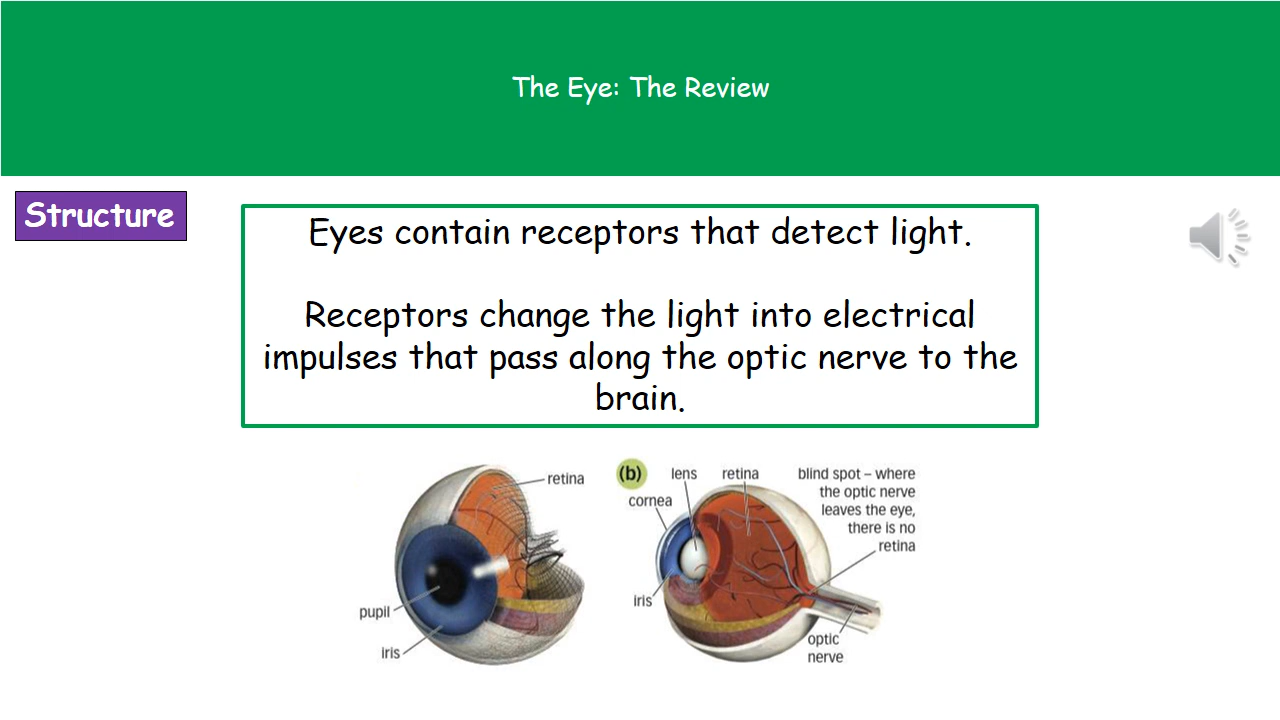 The Eye: The Review
Structure
Eyes contain receptors that detect light.
Receptors change the light into electrical
impulses that pass along the optic nerve to the
brain.
retina
pupil
iris
(b)
lens
retina
cornea
blind spot – where
the optic nerve
leaves the eye,
there is no
retina
iris
optic
nerve